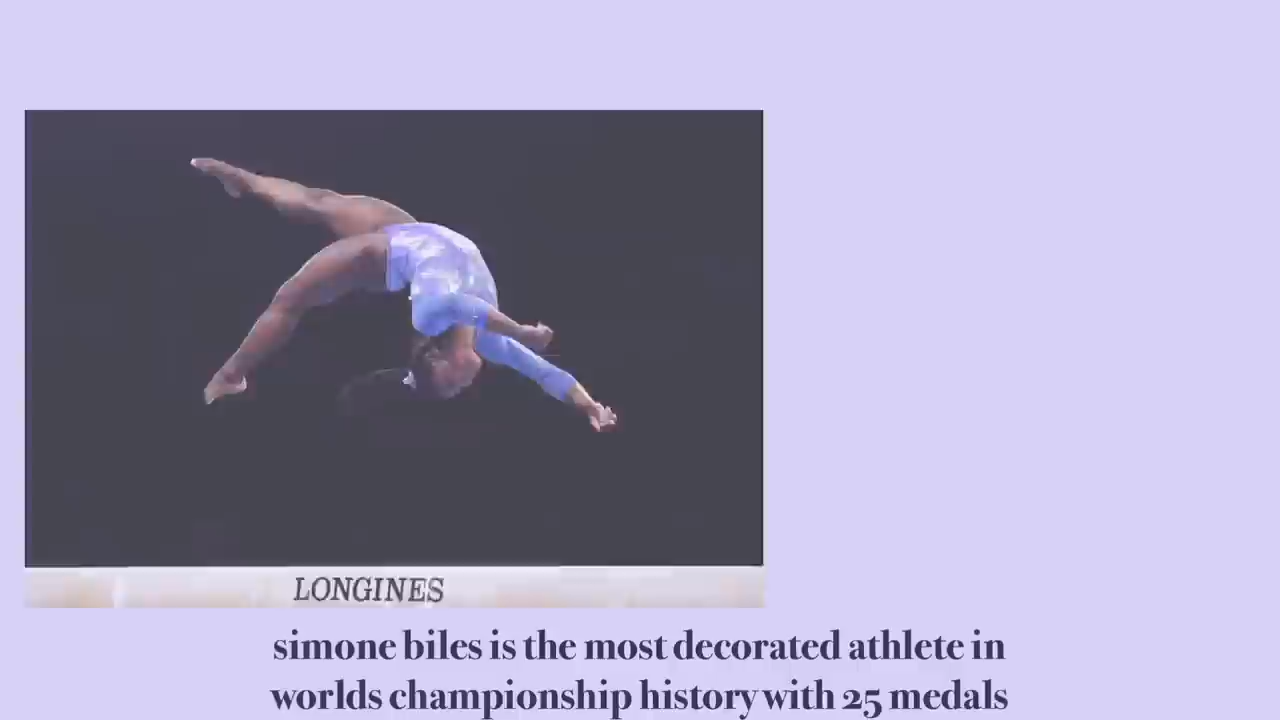 LONGINES
simone biles is the most decorated athlete in
worlds championship history with 25 medals